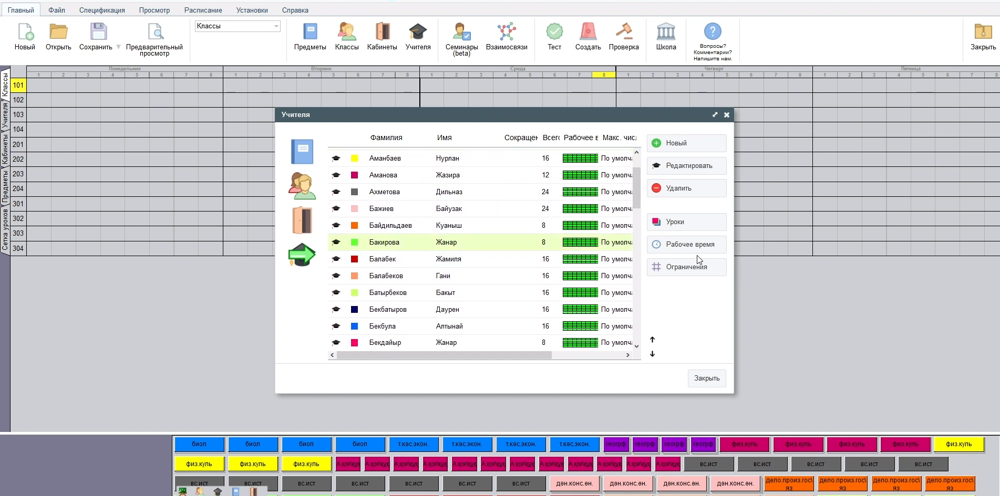 Главный Файл Спецификация Просмотр Расписание Установки Справка
Классы
Новый Открыть Сохранить Предварительный просмотр Предметы Классы Кабинеты Учителя Семинары (beta) Взаимосвязи Тест Создать Проверка Школа Вопросы? Комментарии? Напишите нам. Закрыть
Понедельник Вторник Среда Четверг Пятница
1 2 3 4 5 6 7 8 1 2 3 4 5 6 7 8 1 2 3 4 5 6 7 8 1 2 3 4 5 6 7 8 1 2 3 4 5 6 7 8
Классы
Учителя
Кабинеты
Предметы
Сетка уроков
101
102
103
104
201
202
203
204
301
302
303
304
Учителя
Фамилия Имя Сокращен Всего Рабочее в Макс. числ
Аманбаев Нурлан 16 По умолча
Аманова Жазира 12 По умолча
Ахметова Дильназ 24 По умолча
Бажиев Байузак 24 По умолча
Байдильдаев Куаныш 8 По умолча
Бакирова Жанар 8 По умолча
Балабек Жамиля 16 По умолча
Балабеков Гани 16 По умолча
Батырбеков Бакыт 16 По умолча
Бекбатыров Даурен 16 По умолча
Бекбула Алтынай 16 По умолча
Бекдайыр Жанар 8 По умолча
Новый
Редактировать
Удалить
Уроки
Рабочее время
Ограничения
Закрыть
биол биол биол биол т.кәс.экон. т.кәс.экон. т.кәс.экон. т.кәс.экон. геогрф геогрф геогрф геогрф физ.куль физ.куль физ.куль физ.куль физ.куль
физ.куль физ.куль физ.куль вс.ист вс.ист вс.ист вс.ист вс.ист
вс.ист вс.ист вс.ист вс.ист вс.ист вс.ист вс.ист дән.конс.өн. дән.конс.өн. дән.конс.өн. дән.конс.өн. дело.произ.гос\яз дело.произ.гос\яз дело.произ.гос\яз дело.произ.гос\яз